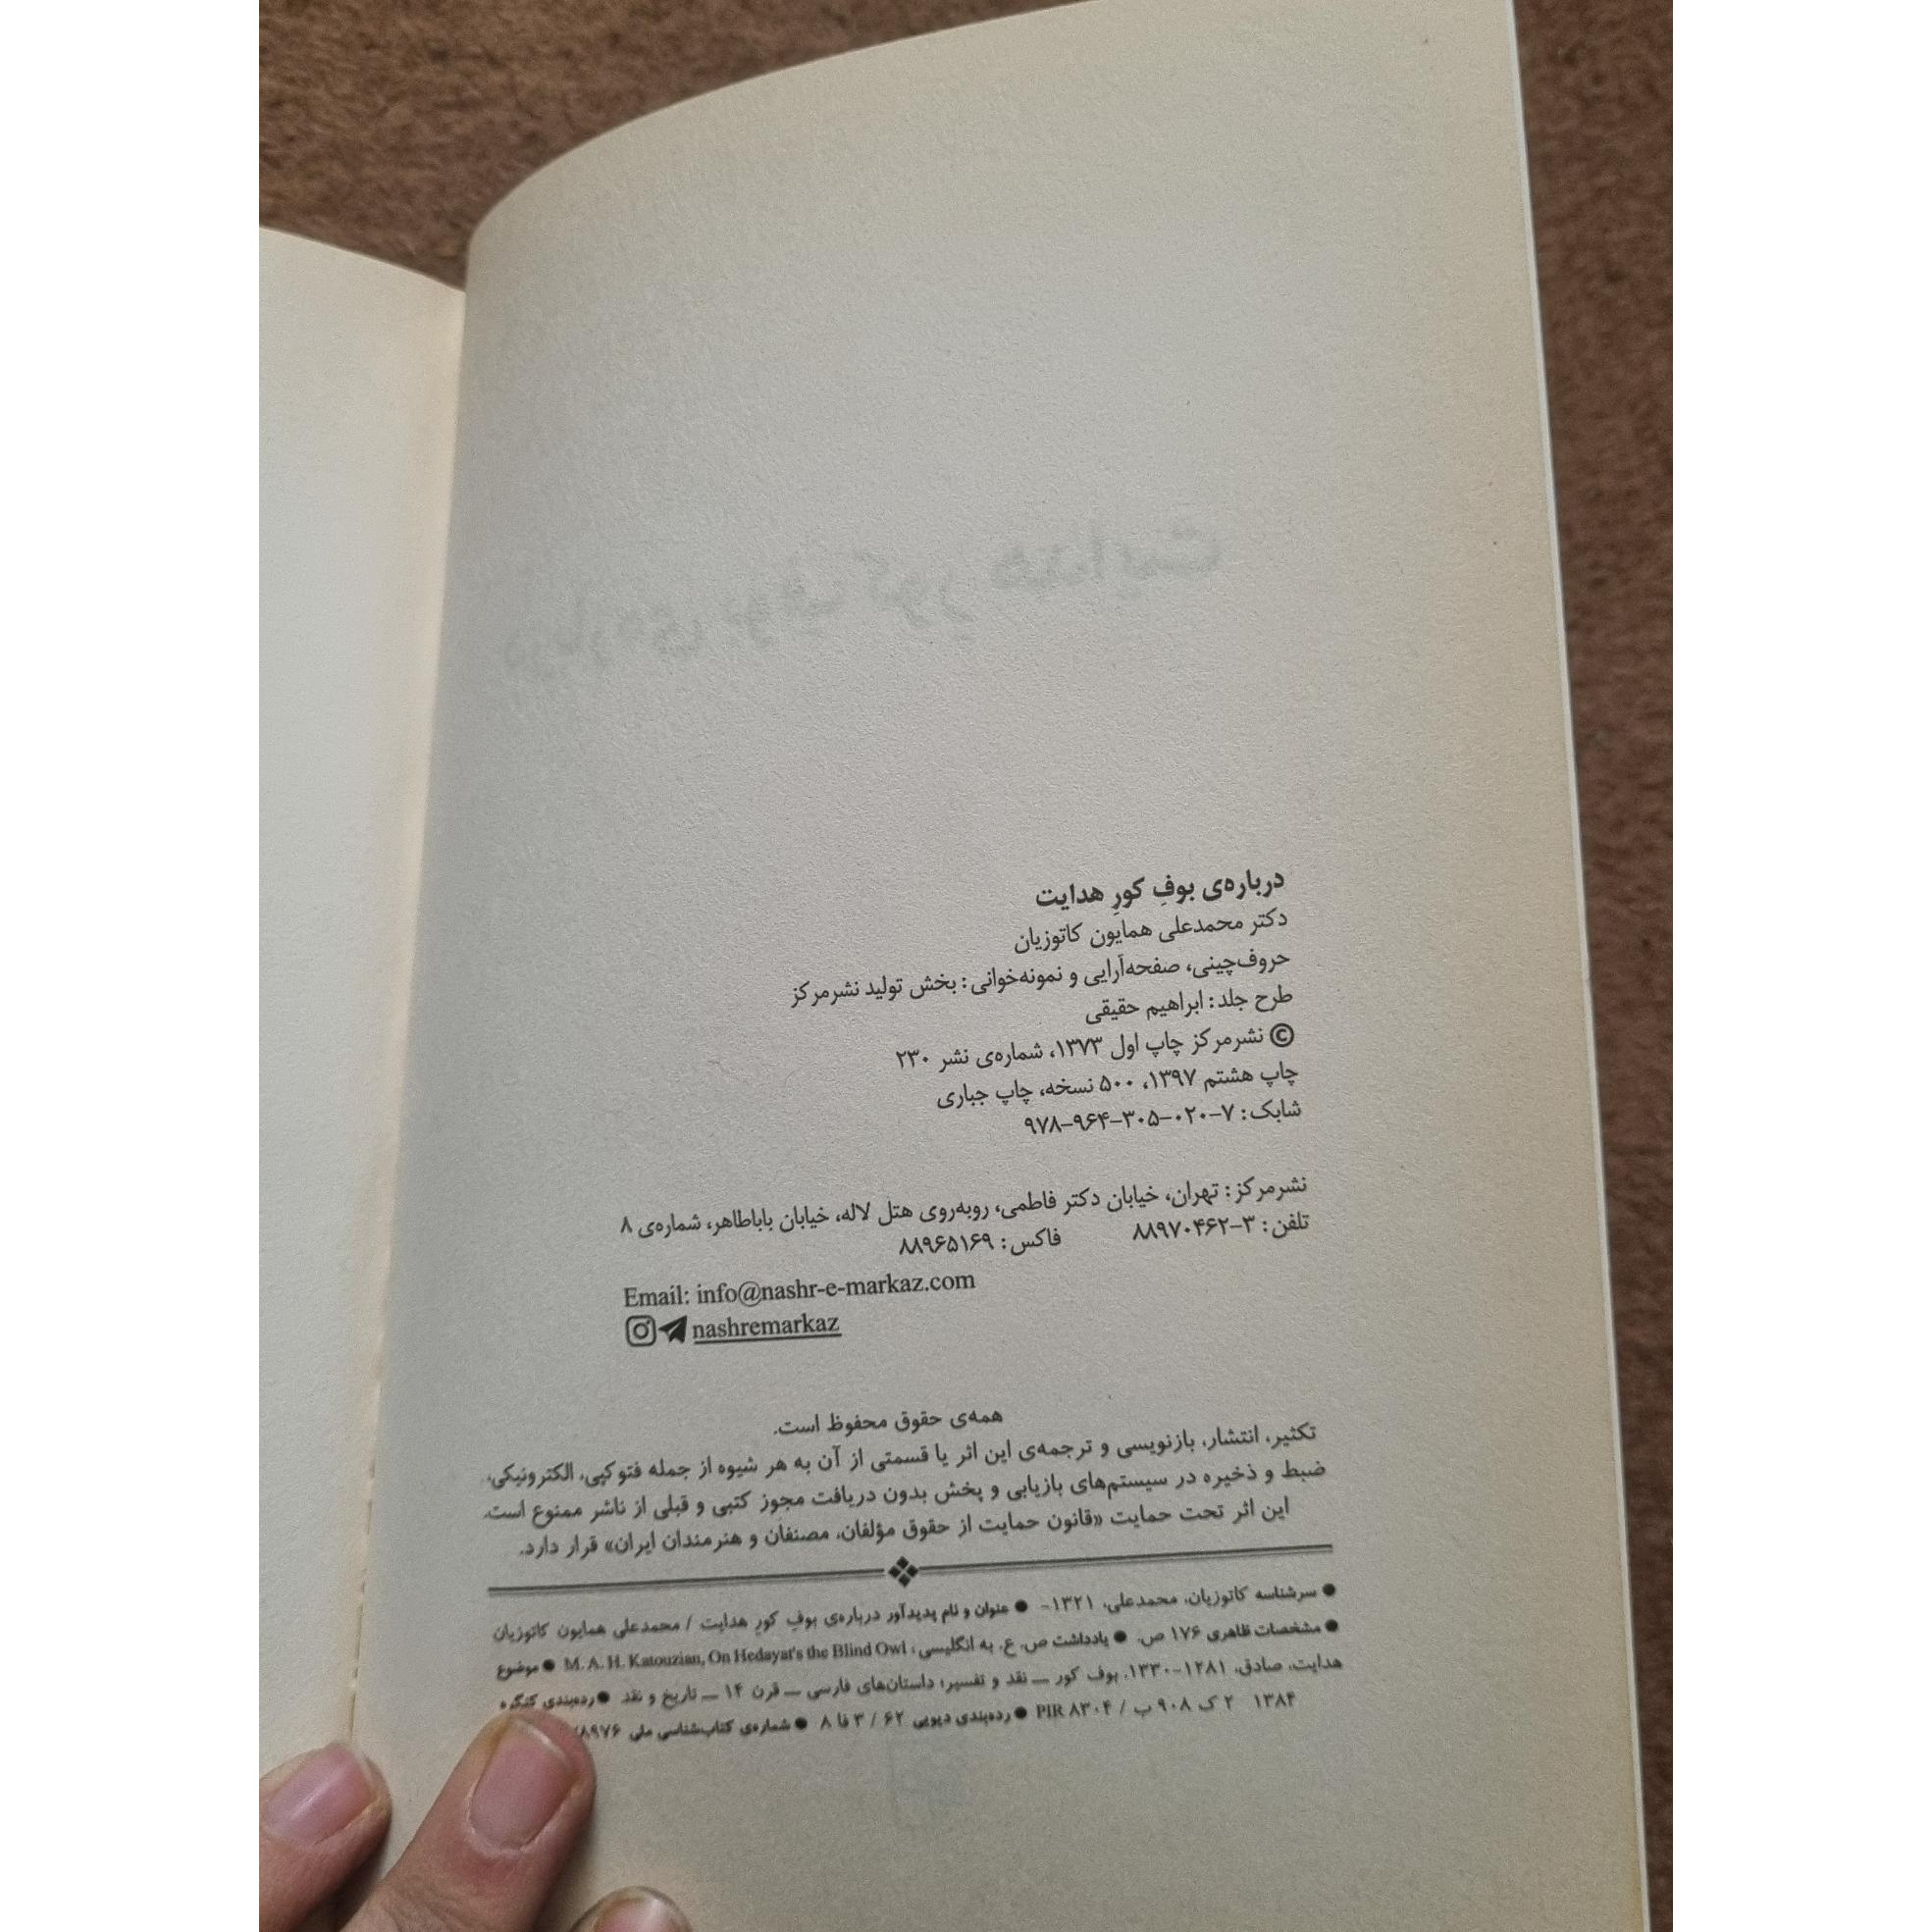 درباره‌ی بوفِ کورِ هدایت
دکتر محمدعلی همایون کاتوزیان
حروف‌چینی، صفحه‌آرایی و نمونه‌خوانی: بخش تولید نشرمرکز
طرح جلد: ابراهیم حقیقی
© نشرمرکز چاپ اول ۱۳۷۳، شماره‌ی نشر ۲۳۰
چاپ هشتم ۱۳۹۷، ۵۰۰ نسخه، چاپ جباری
شابک: ۷-۰۲۰-۳۰۵-۹۶۴-۹۷۸
نشرمرکز: تهران، خیابان دکتر فاطمی، روبه‌روی هتل لاله، خیابان باباطاهر، شماره‌ی ۸
تلفن: ۳-۸۸۹۷۰۴۶۲ فاکس: ۸۸۹۶۵۱۶۹
Email: info@nashr-e-markaz.com
nashremarkaz
همه‌ی حقوق محفوظ است.
تکثیر، انتشار، بازنویسی و ترجمه‌ی این اثر یا قسمتی از آن به هر شیوه از جمله فتوکپی، الکترونیکی،
ضبط و ذخیره در سیستم‌های بازیابی و پخش بدون دریافت مجوز کتبی و قبلی از ناشر ممنوع است.
این اثر تحت حمایت «قانون حمایت از حقوق مؤلفان، مصنفان و هنرمندان ایران» قرار دارد.
● سرشناسه کاتوزیان، محمدعلی، ۱۳۲۱- ● عنوان و نام پدیدآور درباره‌ی بوفِ کورِ هدایت / محمدعلی همایون کاتوزیان
● مشخصات ظاهری ۱۷۶ ص. ● یادداشت ص. ع. به انگلیسی: M. A. H. Katouzian, On Hedayat's the Blind Owl ● موضوع
هدایت، صادق، ۱۲۸۱-۱۳۳۰. بوف کور — نقد و تفسیر؛ داستان‌های فارسی — قرن ۱۴ — تاریخ و نقد ● رده‌بندی کنگره
۱۳۸۴ ۲ ک ۹۰۸ ب / PIR ۸۳۰۴ ● رده‌بندی دیویی ۶۲ / ۳ فا ۸ ● شماره‌ی کتاب‌شناسی ملی